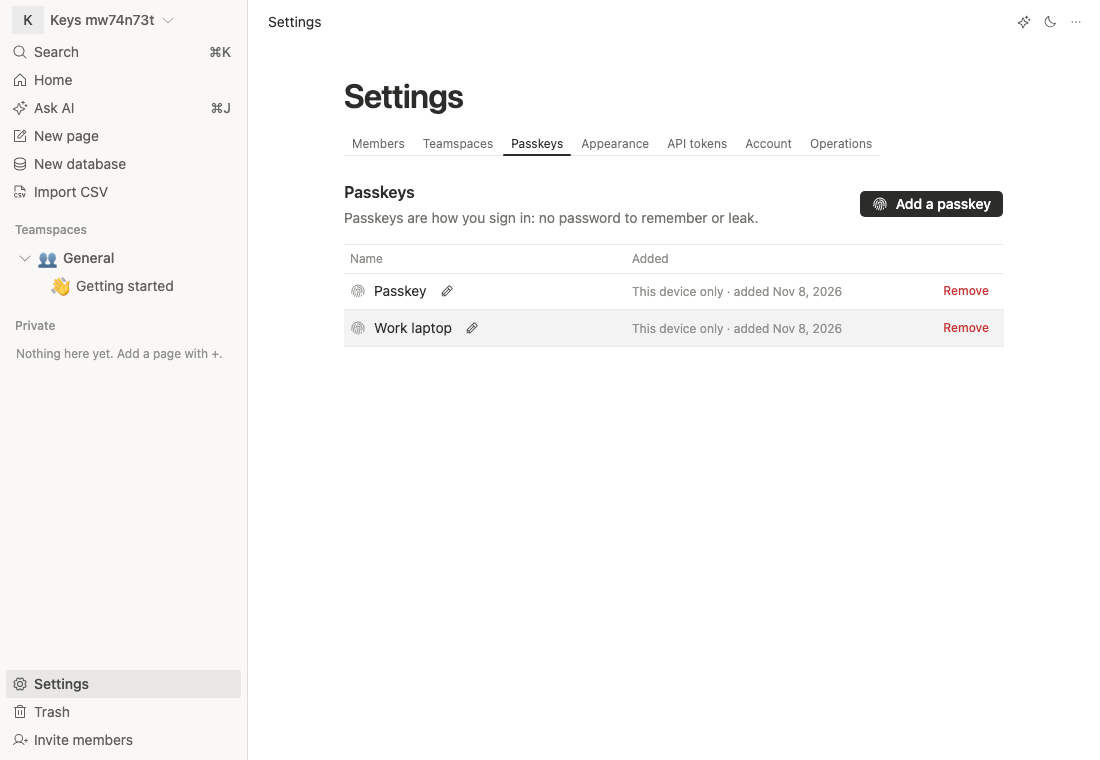 K Keys mw74n73t
Search ⌘K
Home
Ask AI ⌘J
New page
New database
Import CSV
Teamspaces
General
Getting started
Private
Nothing here yet. Add a page with +.
Settings
Trash
Invite members
Settings
Settings
Members Teamspaces Passkeys Appearance API tokens Account Operations
Passkeys
Passkeys are how you sign in: no password to remember or leak.
Add a passkey
Name Added
Passkey This device only · added Nov 8, 2026 Remove
Work laptop This device only · added Nov 8, 2026 Remove